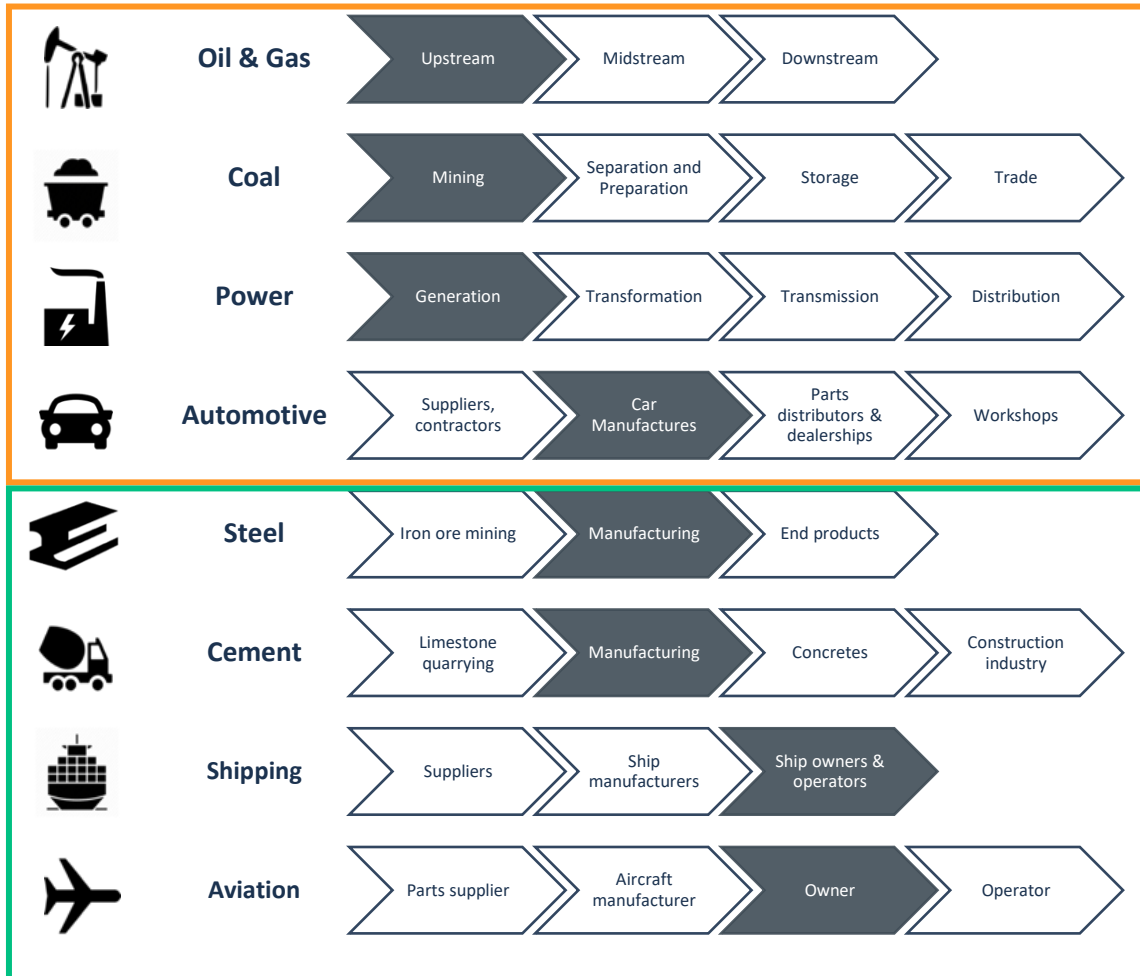 Oil & Gas
Upstream
Midstream
Downstream
Coal
Mining
Separation and
Preparation
Storage
Trade
Power
Generation
Transformation
Transmission
Distribution
Automotive
Suppliers,
contractors
Car
Manufactures
Parts
distributors &
dealerships
Workshops
Steel
Iron ore mining
Manufacturing
End products
Cement
Limestone
quarrying
Manufacturing
Concretes
Construction
industry
Shipping
Suppliers
Ship
manufacturers
Ship owners &
operators
Aviation
Parts supplier
Aircraft
manufacturer
Owner
Operator